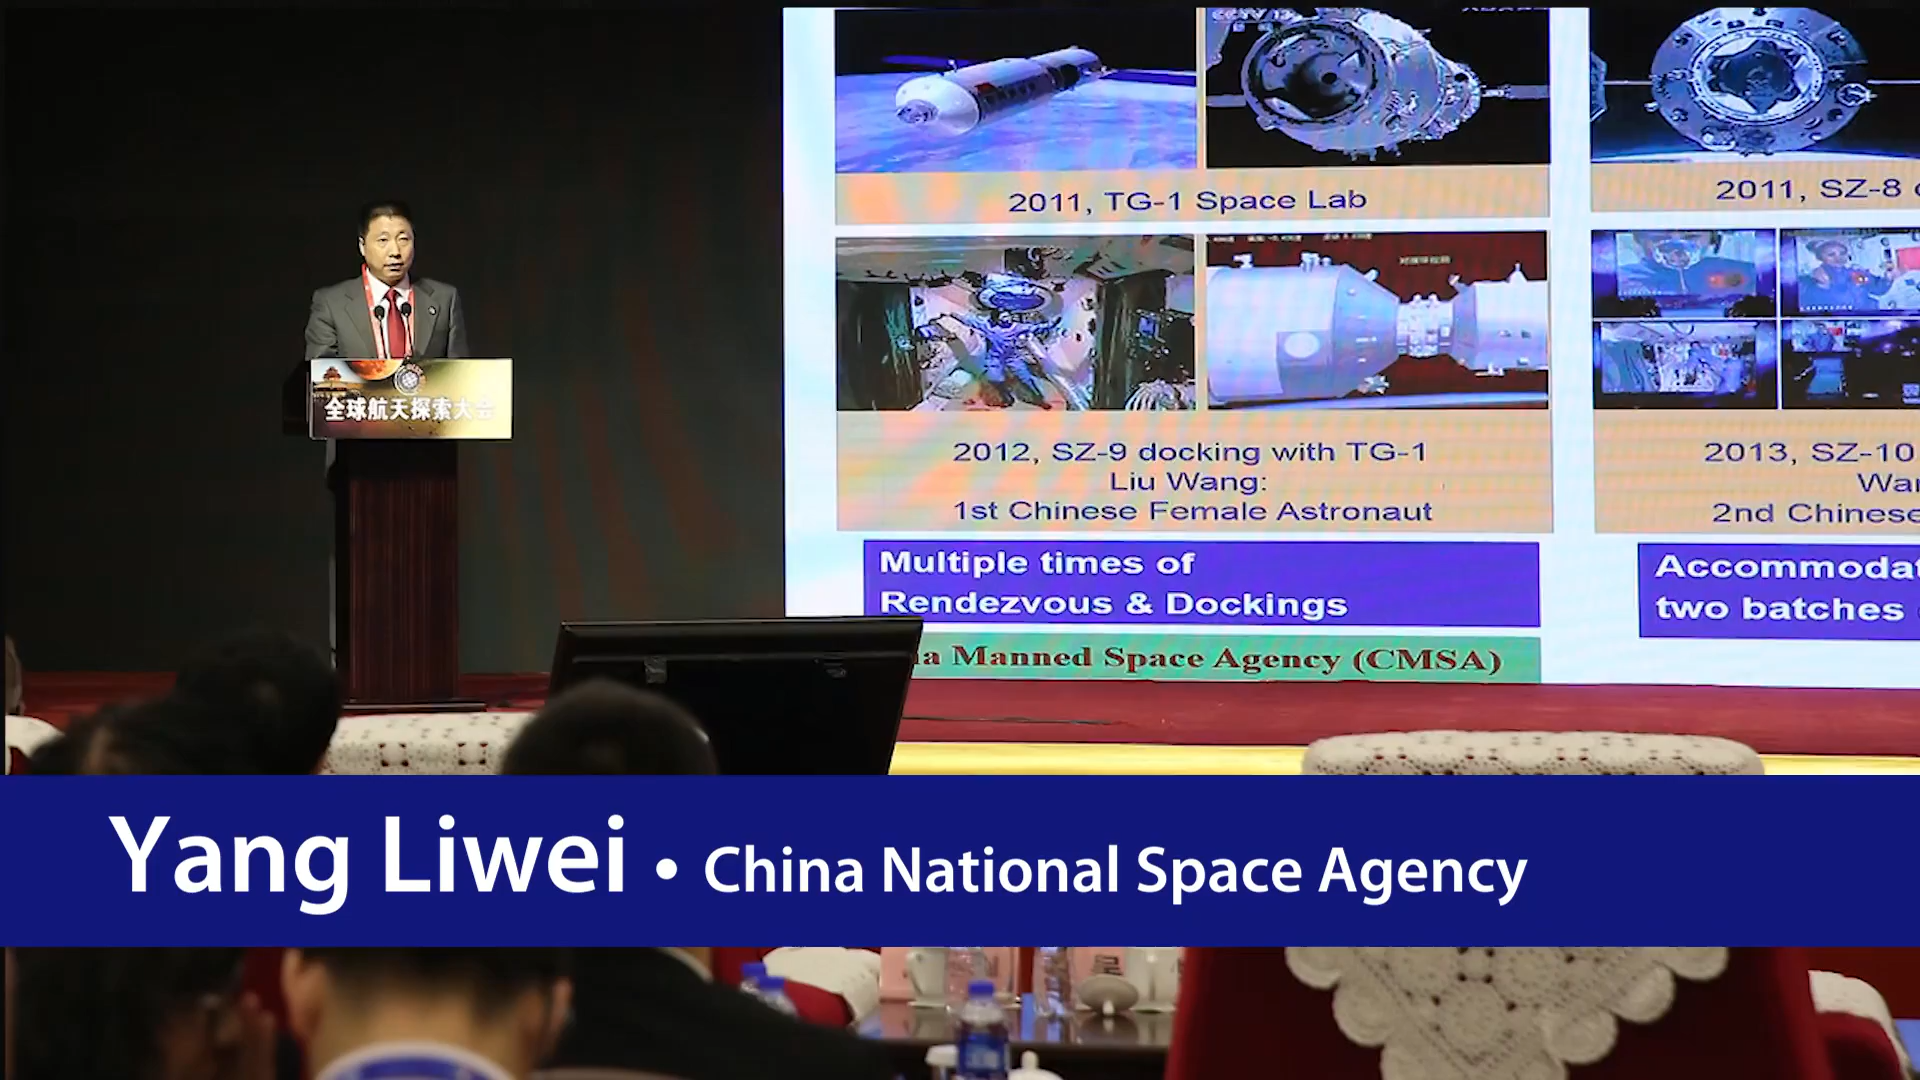 2011, TG-1 Space Lab
2011, SZ-8
2012, SZ-9 docking with TG-1
Liu Wang:
1st Chinese Female Astronaut
2013, SZ-10
2nd Chinese
Multiple times of
Rendezvous & Dockings
two batches
Manned Space Agency (CMSA)
全球航天探索大会
Yang Liwei • China National Space Agency